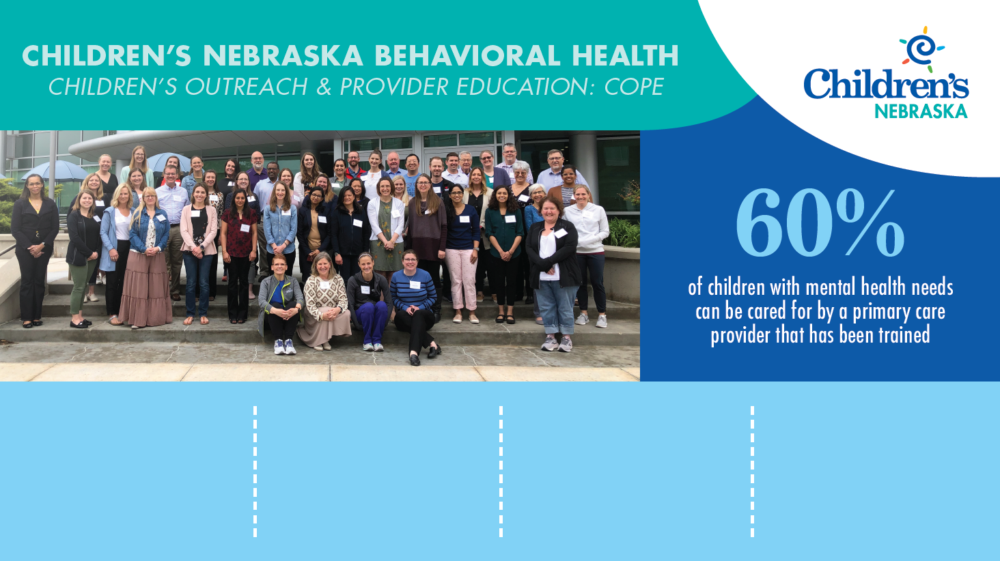 CHILDREN’S NEBRASKA BEHAVIORAL HEALTH
CHILDREN’S OUTREACH & PROVIDER EDUCATION: COPE
Children's
NEBRASKA
60%
of children with mental health needs
can be cared for by a primary care
provider that has been trained